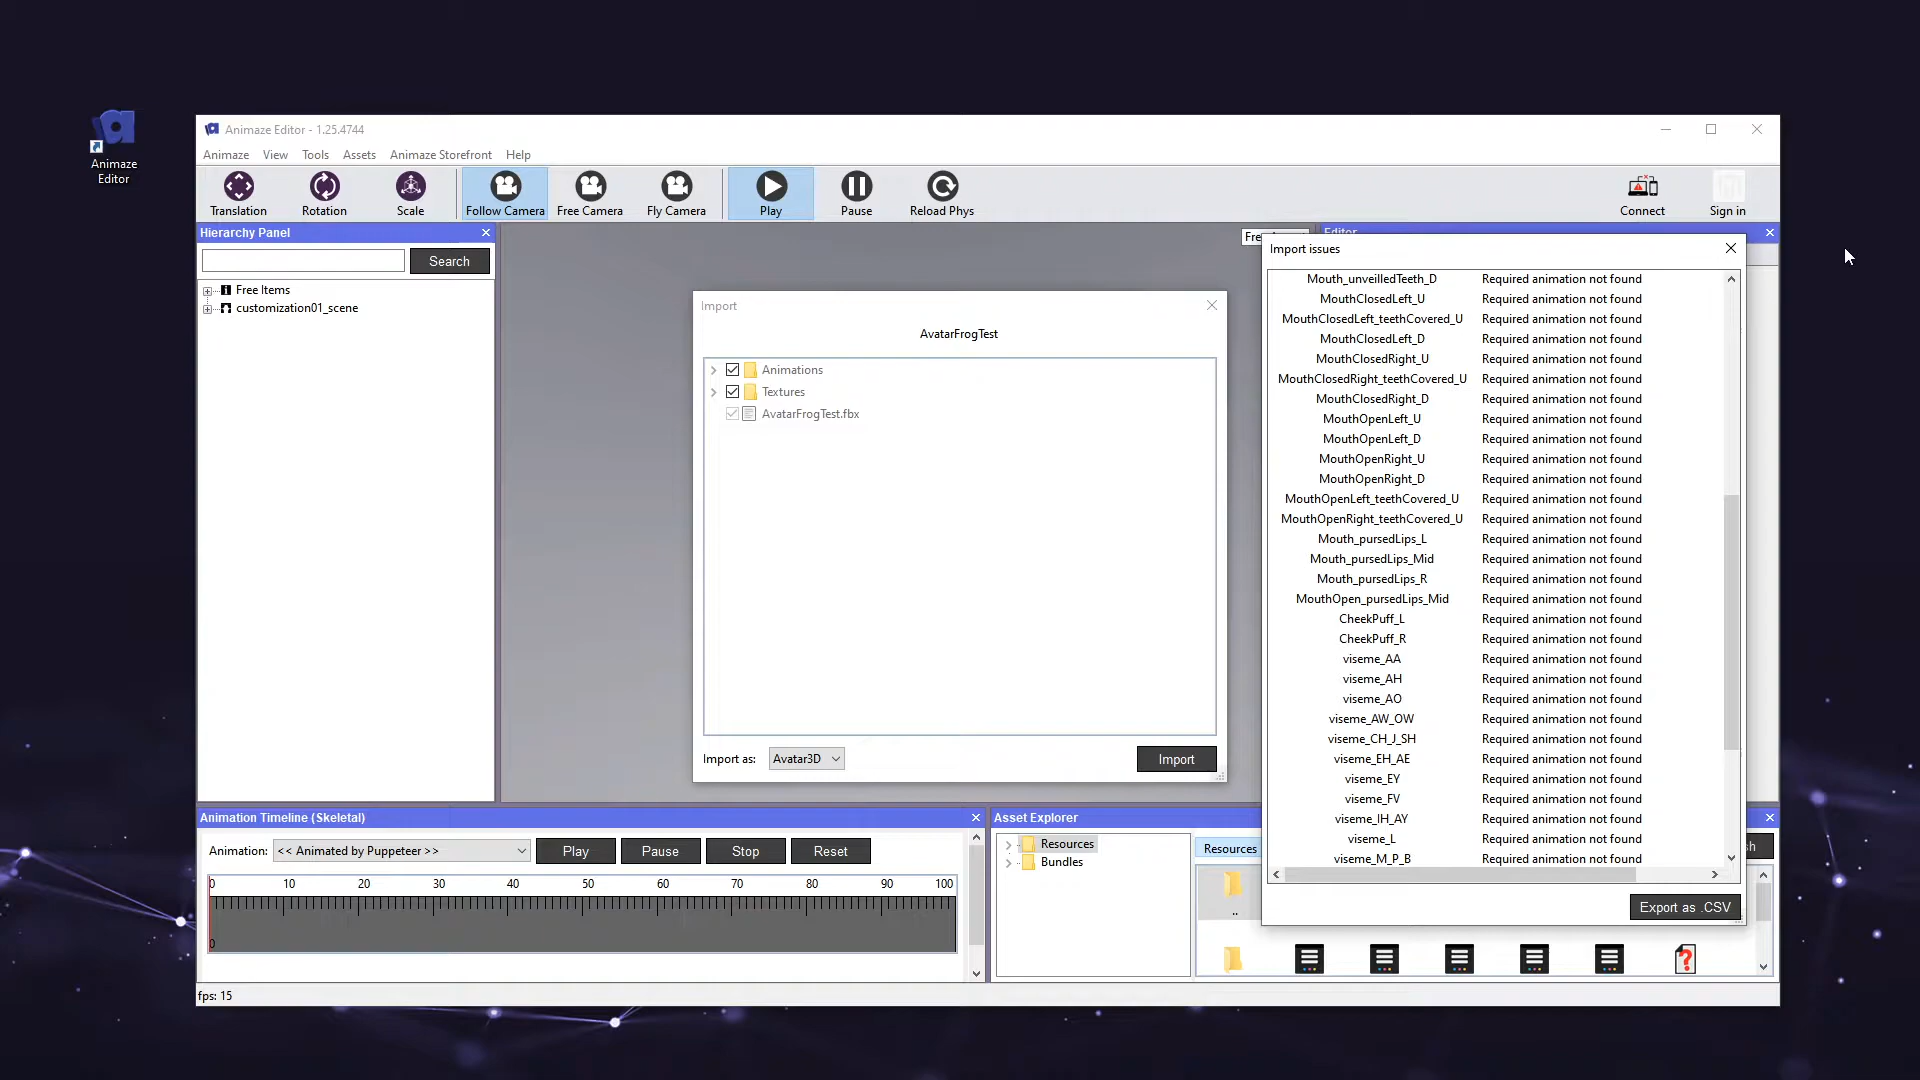 Animaze
Editor
Animaze Editor - 1.25.4744
Animaze View Tools Assets Animaze Storefront Help
Translation Rotation Scale Follow Camera Free Camera Fly Camera Play Pause Reload Phys Connect Sign in
Hierarchy Panel
Search
Free Items
customization01_scene
Editor
Import
AvatarFrogTest
Animations
Textures
AvatarFrogTest.fbx
Import as: Avatar3D Import
Import issues
Mouth_unveilledTeeth_D Required animation not found
MouthClosedLeft_U Required animation not found
MouthClosedLeft_teethCovered_U Required animation not found
MouthClosedLeft_D Required animation not found
MouthClosedRight_U Required animation not found
MouthClosedRight_teethCovered_U Required animation not found
MouthClosedRight_D Required animation not found
MouthOpenLeft_U Required animation not found
MouthOpenLeft_D Required animation not found
MouthOpenRight_U Required animation not found
MouthOpenRight_D Required animation not found
MouthOpenLeft_teethCovered_U Required animation not found
MouthOpenRight_teethCovered_U Required animation not found
Mouth_pursedLips_L Required animation not found
Mouth_pursedLips_Mid Required animation not found
Mouth_pursedLips_R Required animation not found
MouthOpen_pursedLips_Mid Required animation not found
CheekPuff_L Required animation not found
CheekPuff_R Required animation not found
viseme_AA Required animation not found
viseme_AH Required animation not found
viseme_AO Required animation not found
viseme_AW_OW Required animation not found
viseme_CH_J_SH Required animation not found
viseme_EH_AE Required animation not found
viseme_EY Required animation not found
viseme_FV Required animation not found
viseme_IH_AY Required animation not found
viseme_L Required animation not found
viseme_M_P_B Required animation not found
Export as .CSV
Animation Timeline (Skeletal)
Animation: << Animated by Puppeteer >> Play Pause Stop Reset
0 10 20 30 40 50 60 70 80 90 100
0
Asset Explorer
Resources
Bundles
Resources
..
fps: 15